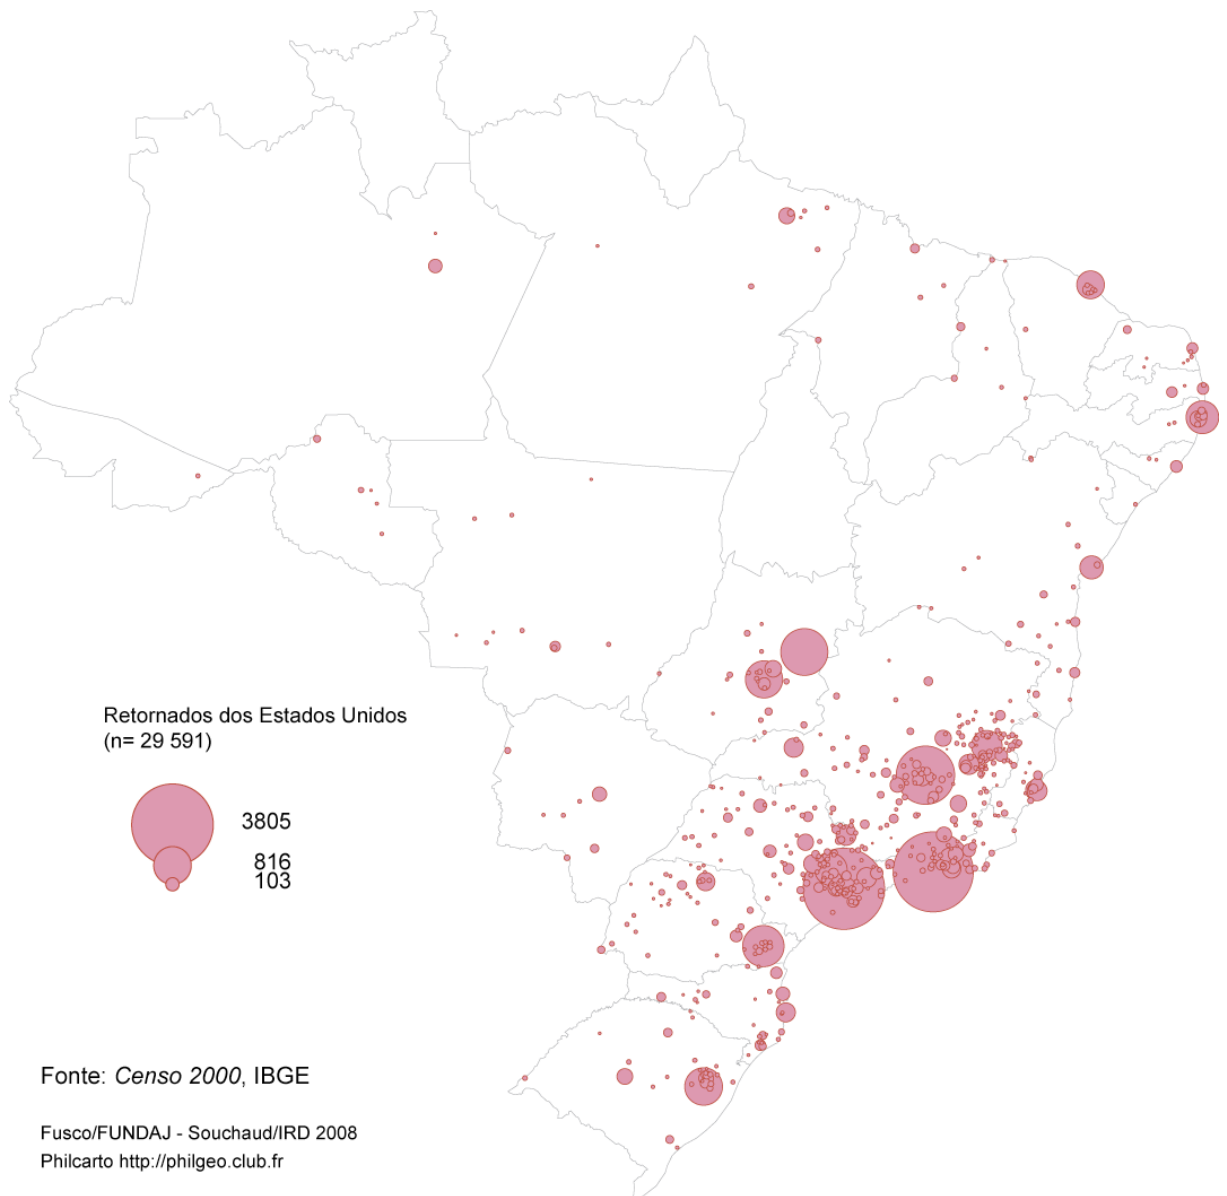 Retornados dos Estados Unidos
(n= 29 591)
3805
816
103
Fonte: Censo 2000, IBGE
Fusco/FUNDAJ - Souchaud/IRD 2008
Philcarto http://philgeo.club.fr